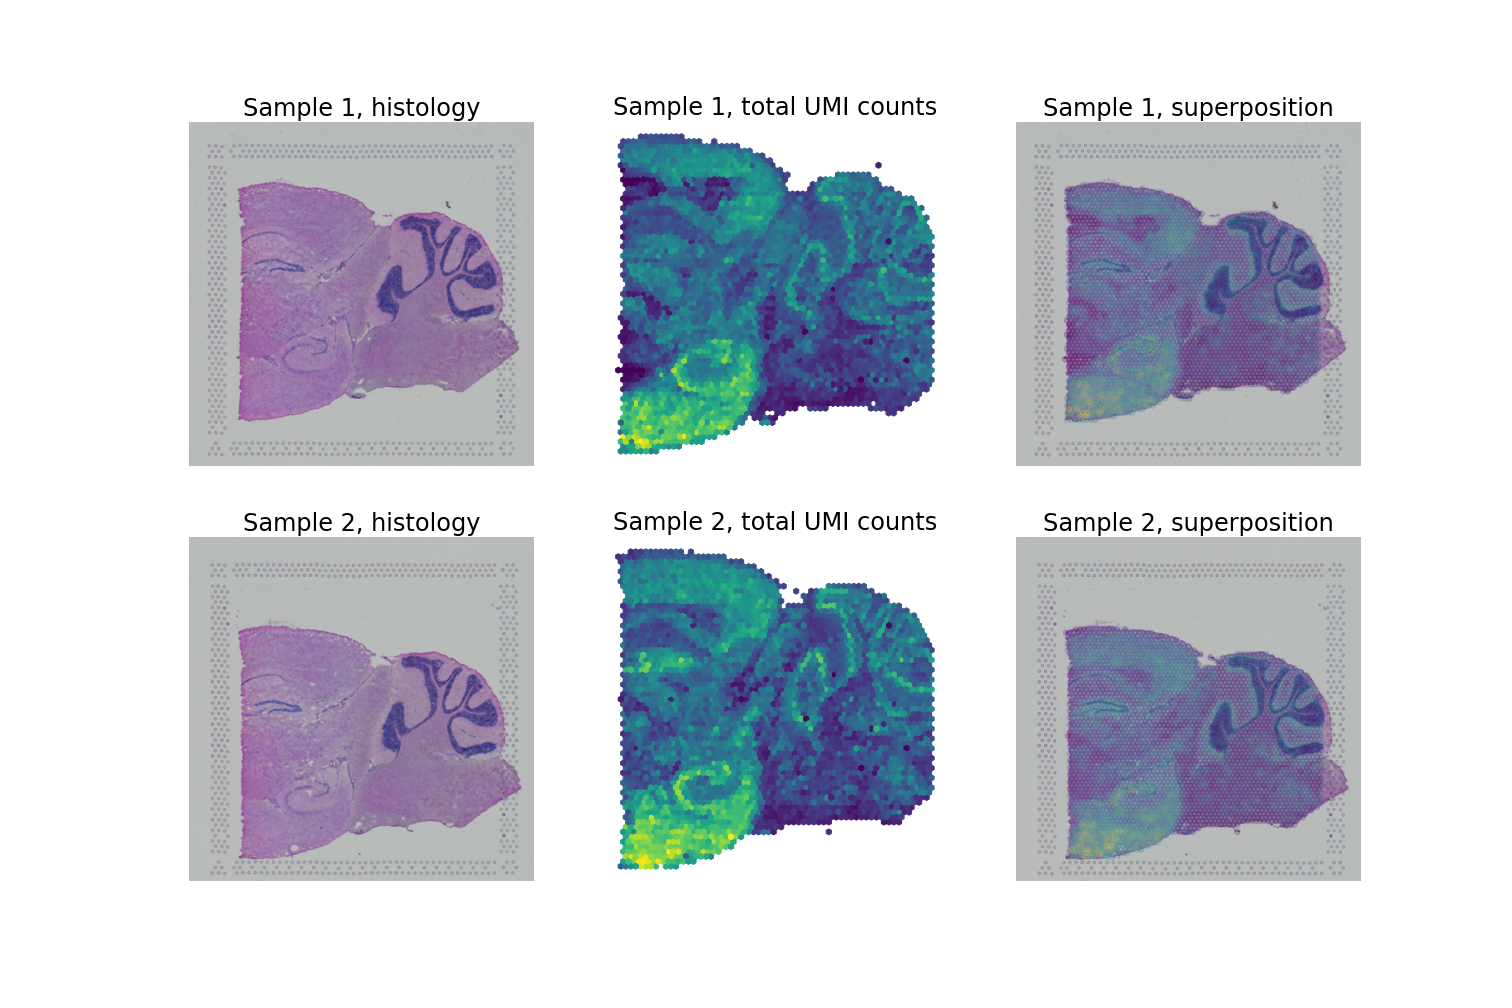 Sample 1, histology
Sample 1, total UMI counts
Sample 1, superposition
Sample 2, histology
Sample 2, total UMI counts
Sample 2, superposition